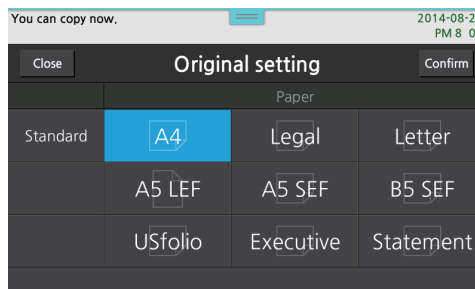 You can copy now.
2014-08-2
PM 8 0
Close
Original setting
Confirm
Paper
Standard
A4
Legal
Letter
A5 LEF
A5 SEF
B5 SEF
USfolio
Executive
Statement